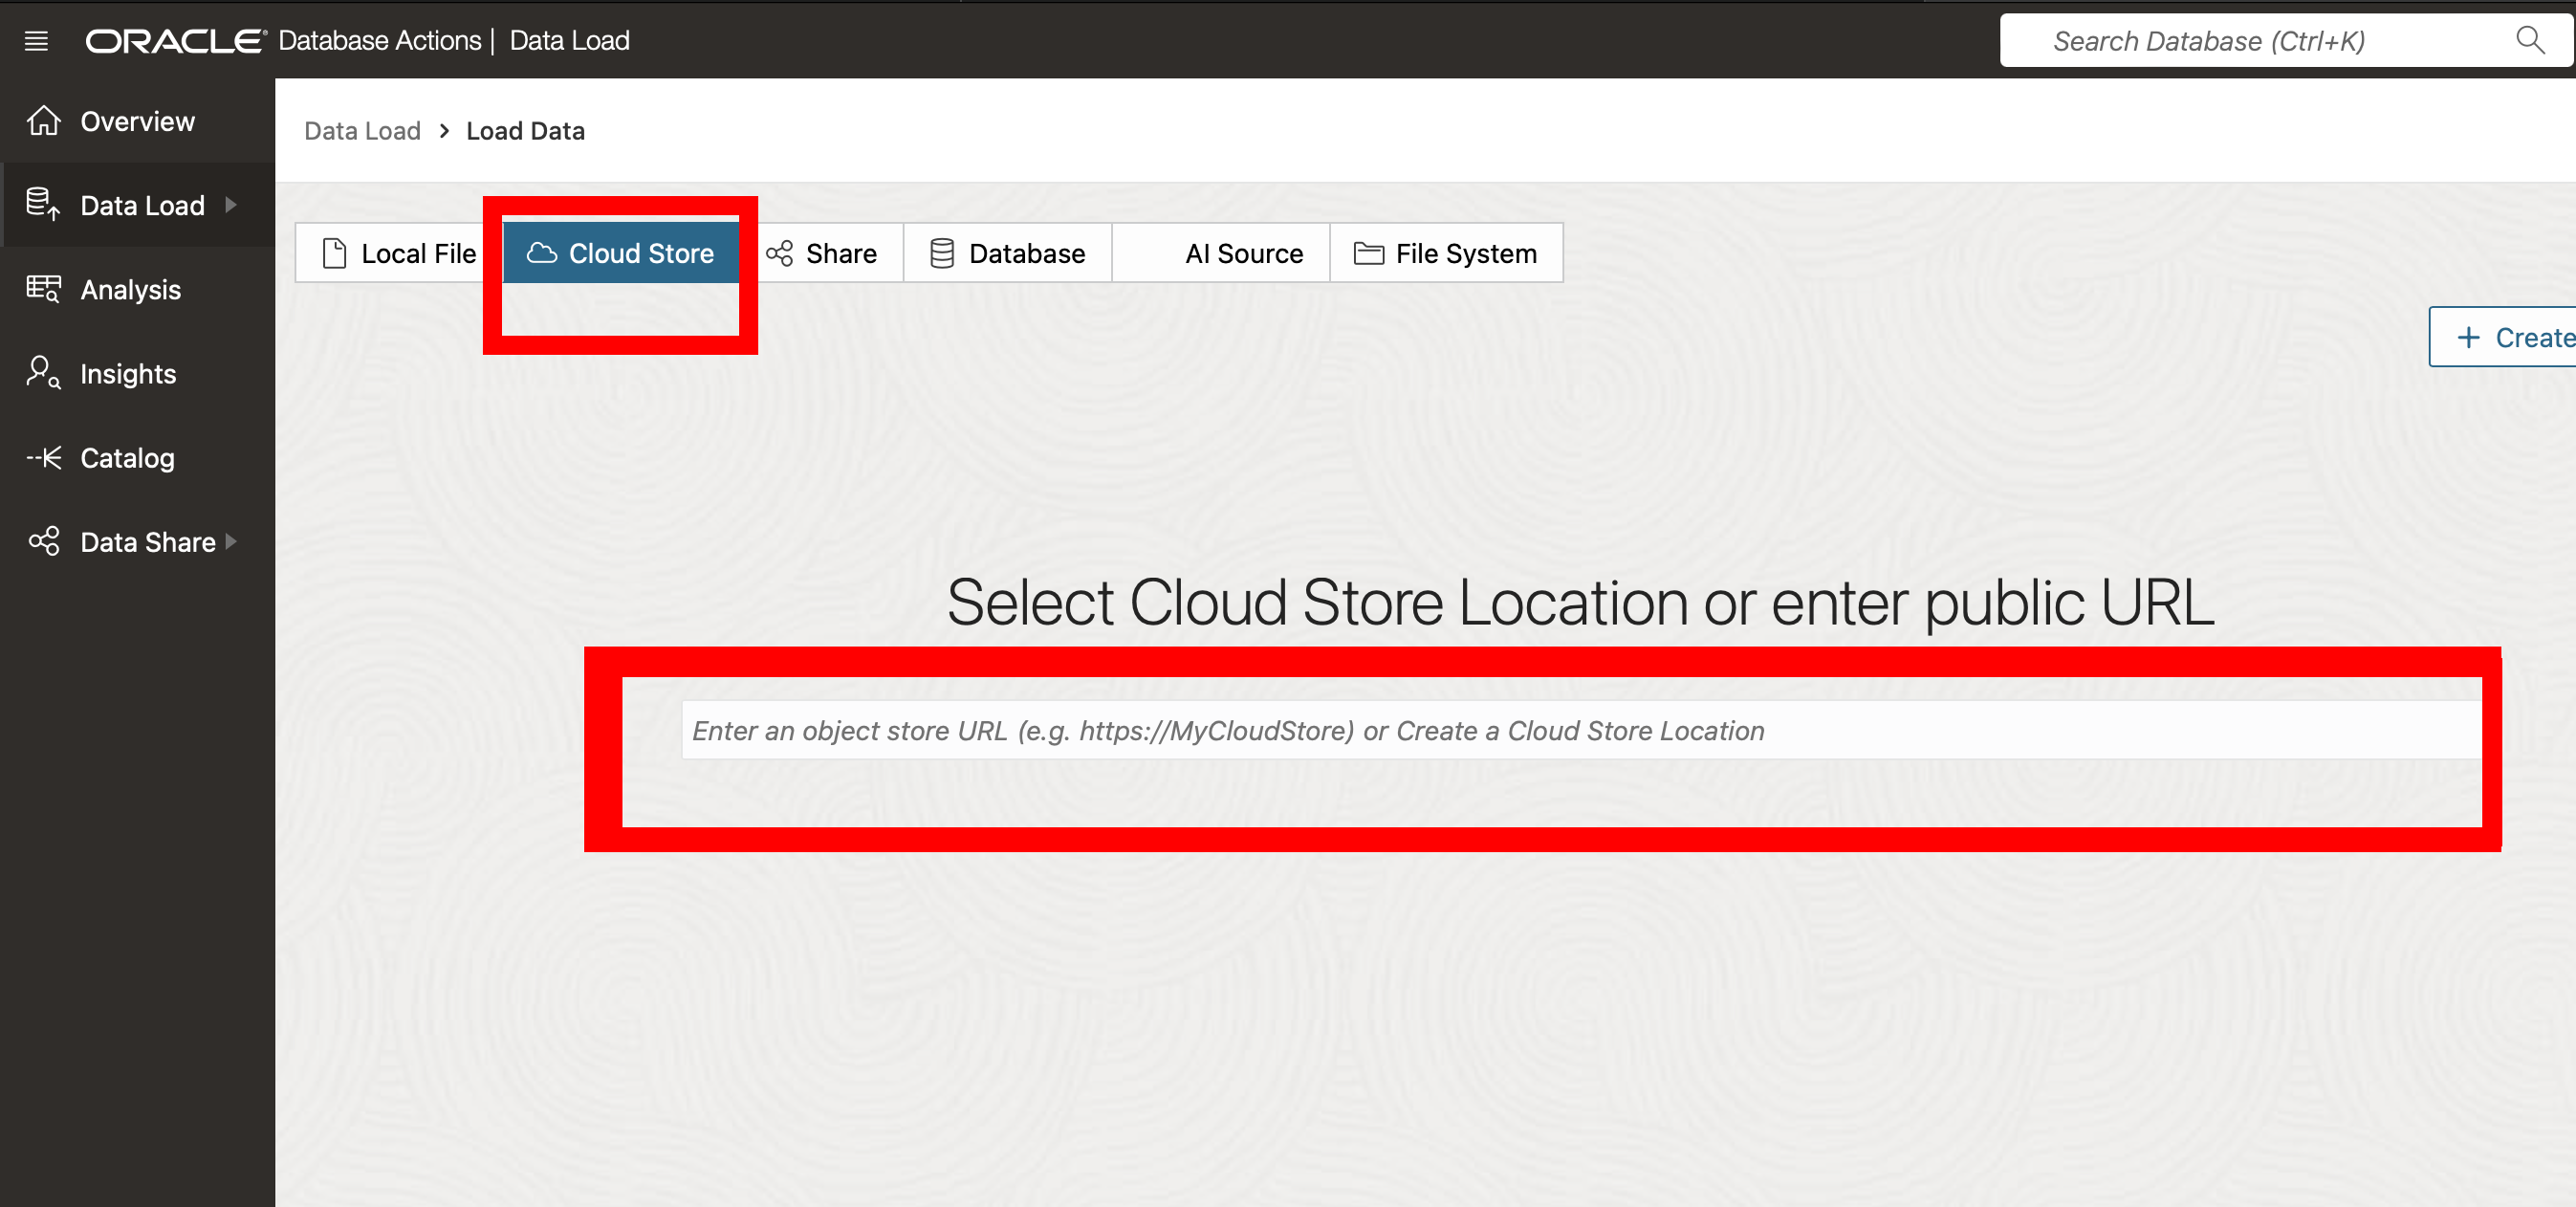 ORACLE® Database Actions | Data Load
Search Database (Ctrl+K)
Overview
Data Load
Analysis
Insights
Catalog
Data Share
Data Load > Load Data
Local File
Cloud Store
Share
Database
AI Source
File System
+ Create
Select Cloud Store Location or enter public URL
Enter an object store URL (e.g. https://MyCloudStore) or Create a Cloud Store Location